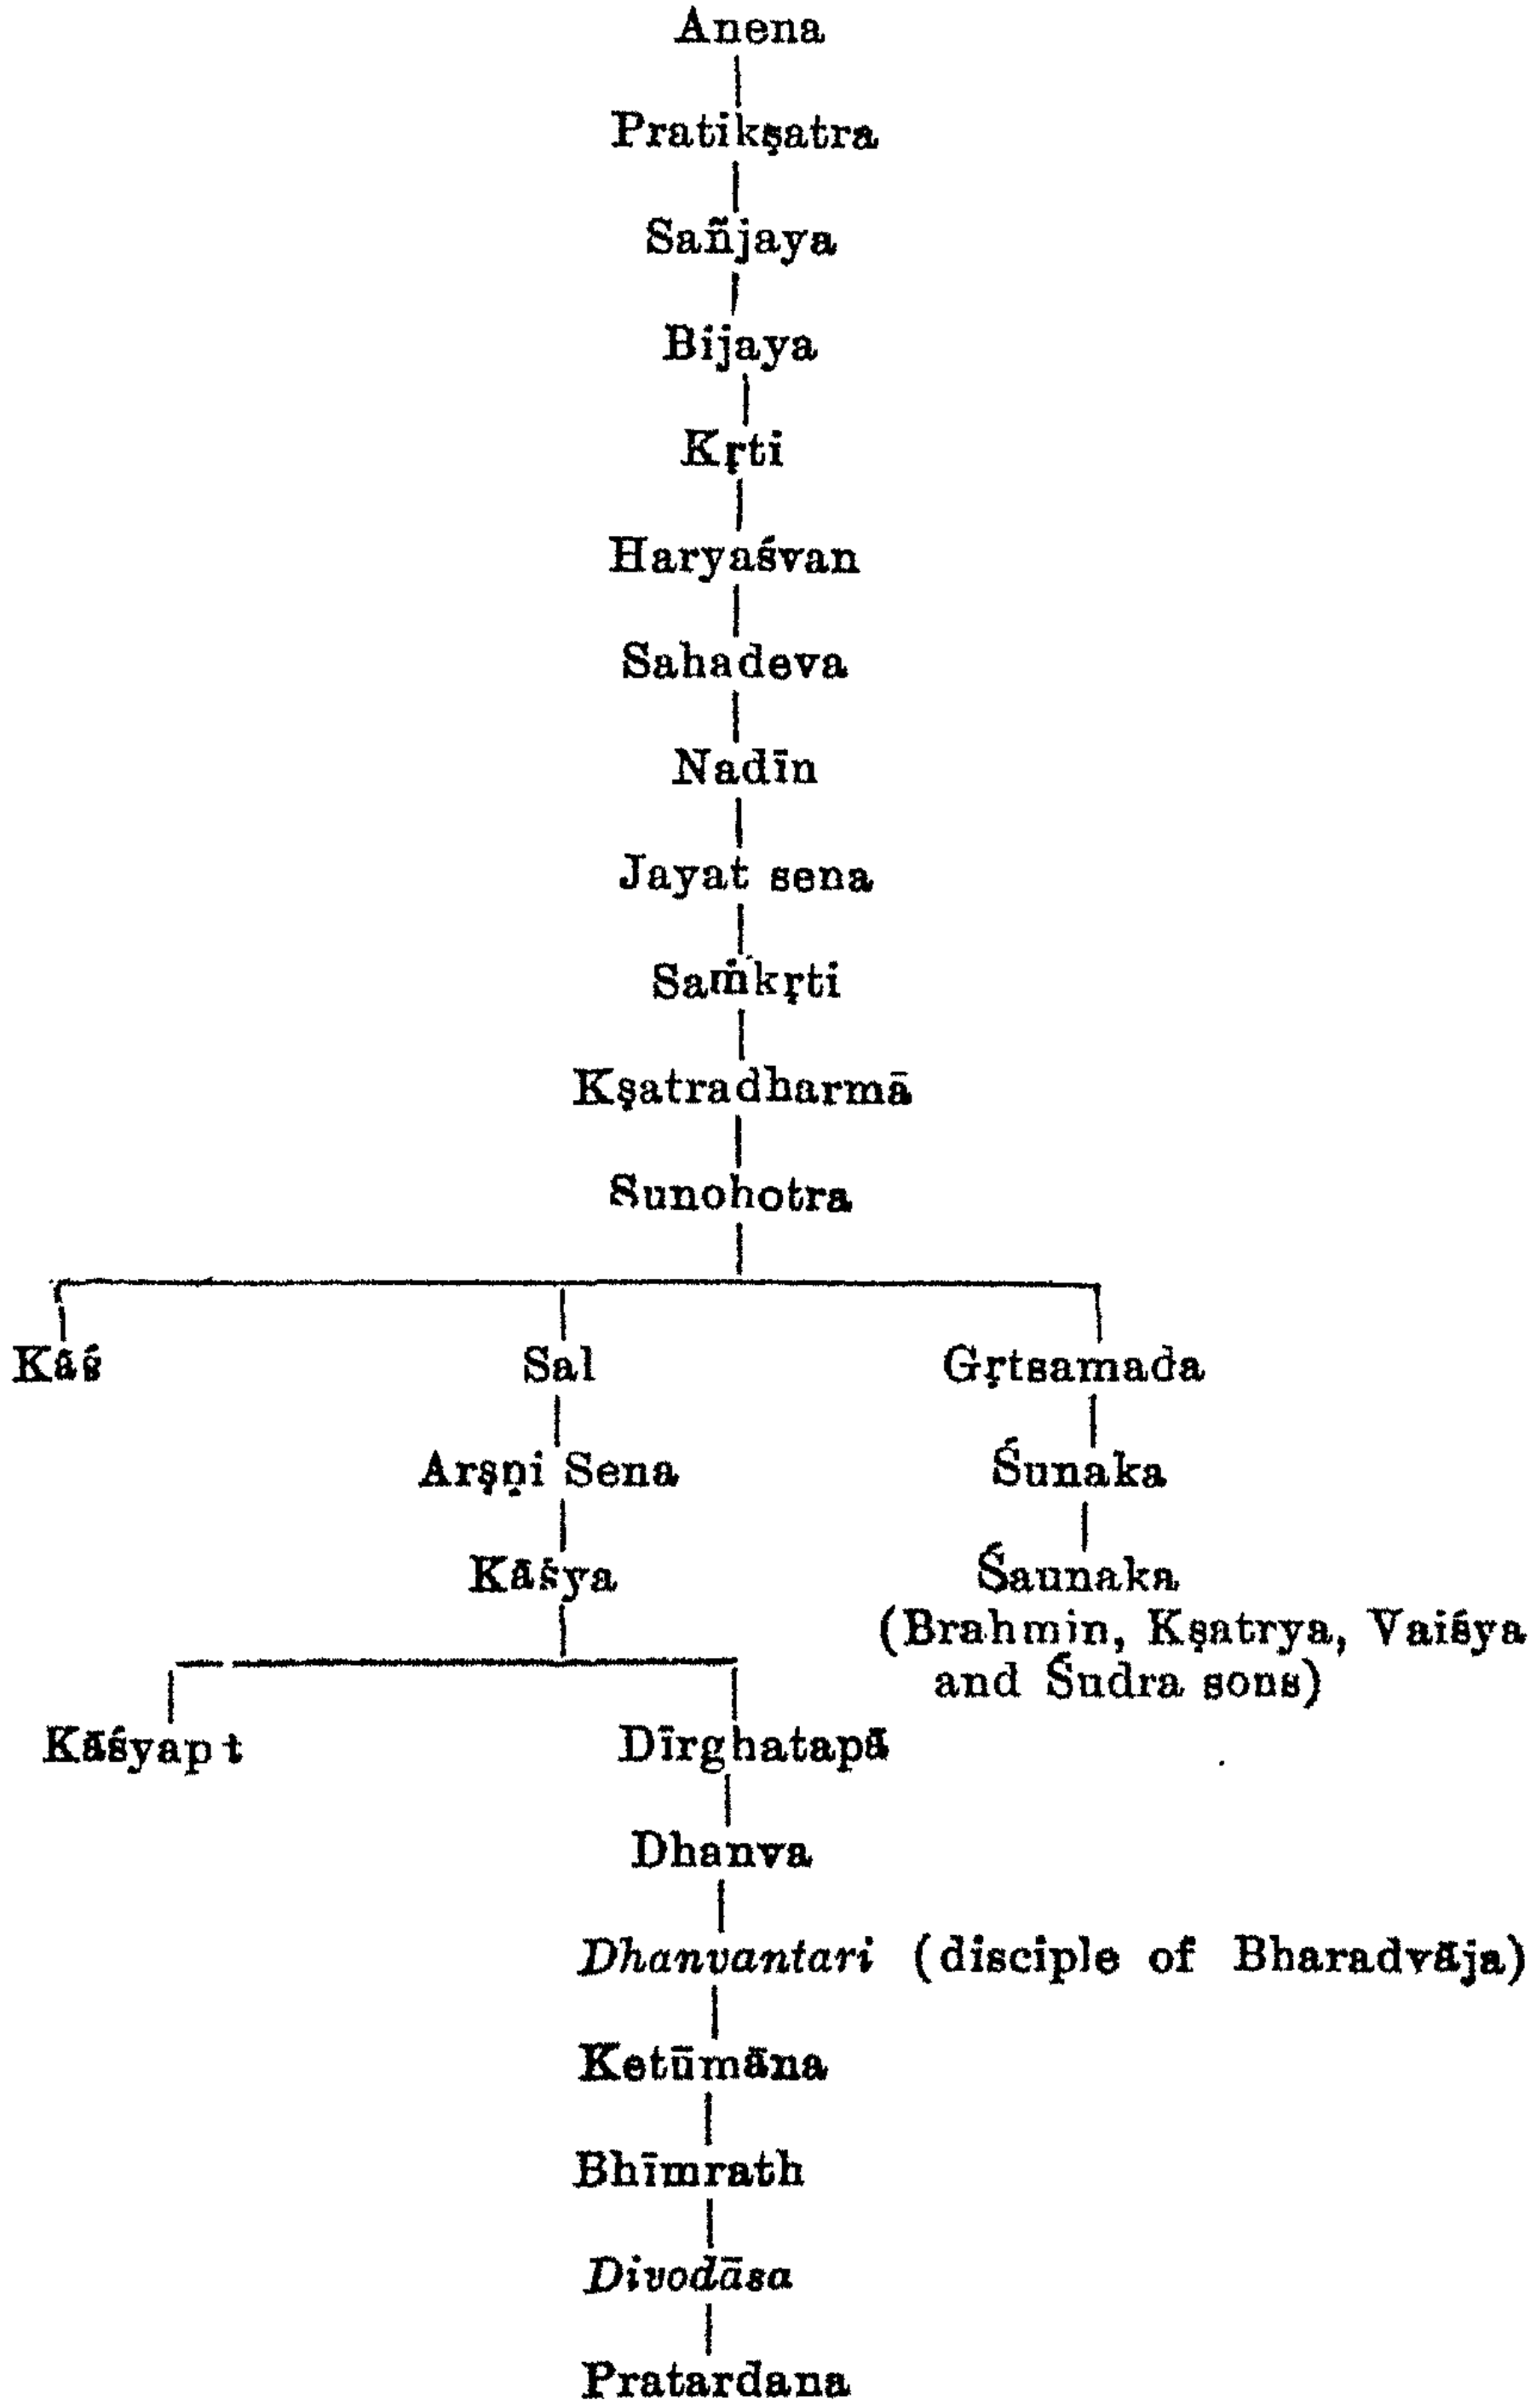 Anena
Pratikṣatra
Sañjaya
Bijaya
Kṛti
Haryaśvan
Sahadeva
Nadīn
Jayat sena
Saṁkṛti
Kṣatradharmā
Sunohotra
Kāś Sal Gṛtsamada
Arṣṇi Sena Śunaka
Kāśya Śaunaka
(Brahmin, Kṣatrya, Vaiśya
and Śudra sons)
Kāśyapt Dīrghatapā
Dhanva
Dhanvantari (disciple of Bharadvāja)
Ketūmāna
Bhīmrath
Divodāsa
Pratardana